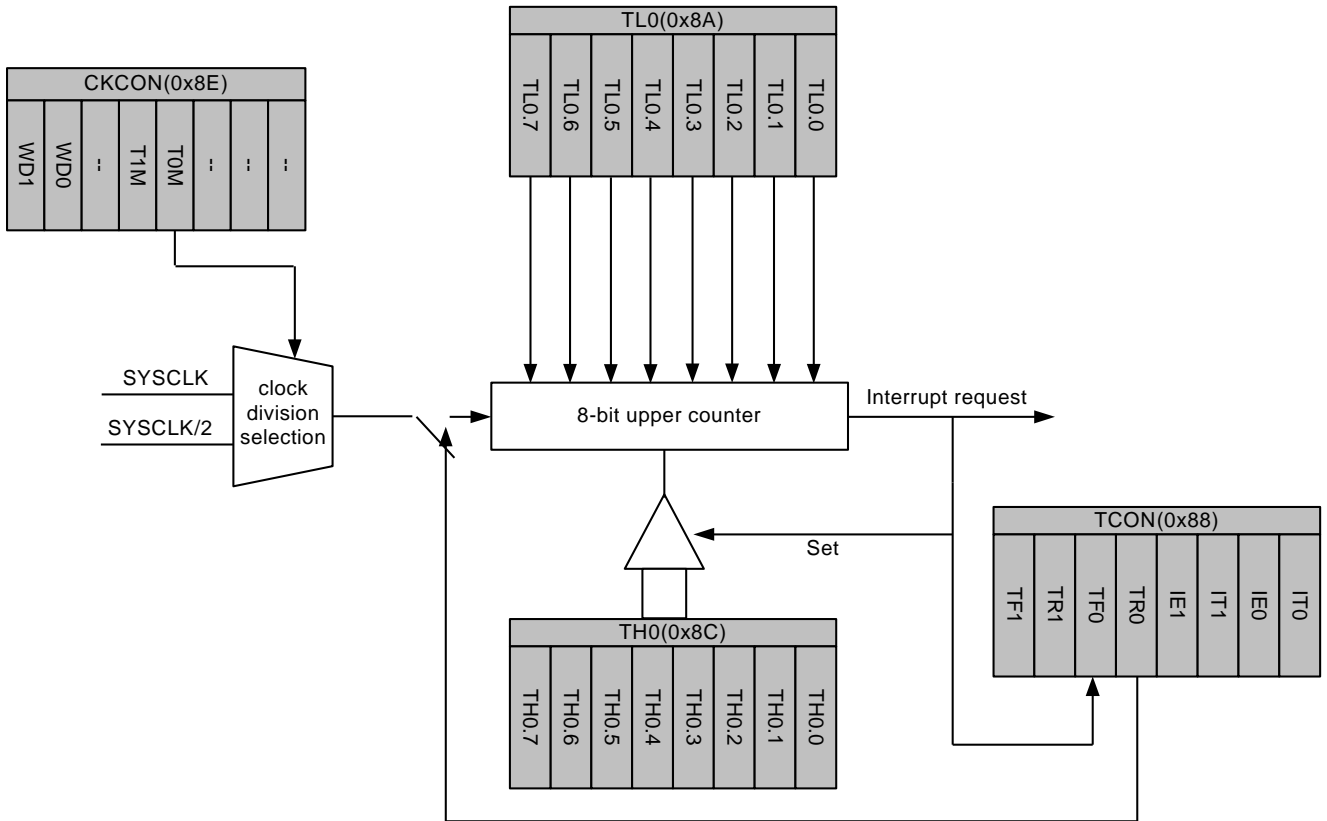 TL0(0x8A)
TL0.7
TL0.6
TL0.5
TL0.4
TL0.3
TL0.2
TL0.1
TL0.0
CKCON(0x8E)
WD1
WD0
--
T1M
T0M
--
--
--
SYSCLK
SYSCLK/2
clock
division
selection
8-bit upper counter
Interrupt request
Set
TCON(0x88)
TF1
TR1
TF0
TR0
IE1
IT1
IE0
IT0
TH0(0x8C)
TH0.7
TH0.6
TH0.5
TH0.4
TH0.3
TH0.2
TH0.1
TH0.0